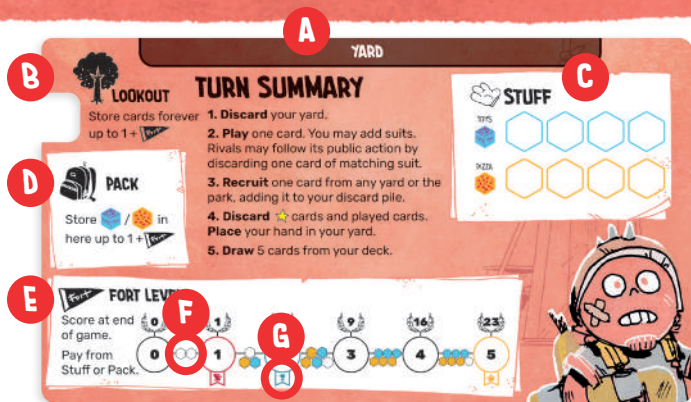 A
YARD
B
LOOKOUT
Store cards forever
up to 1+ Fort
TURN SUMMARY
1. Discard your yard.
2. Play one card. You may add suits.
Rivals may follow its public action by
discarding one card of matching suit.
3. Recruit one card from any yard or the
park, adding it to your discard pile.
4. Discard ☆ cards and played cards.
Place your hand in your yard.
5. Draw 5 cards from your deck.
C
STUFF
TOYS
PIZZA
D
PACK
Store / in
here up to 1+ Fort
E
Fort FORT LEV
F
G
Score at end
of game.
0 1 9 16 23
Pay from
Stuff or Pack.
0 1 3 4 5